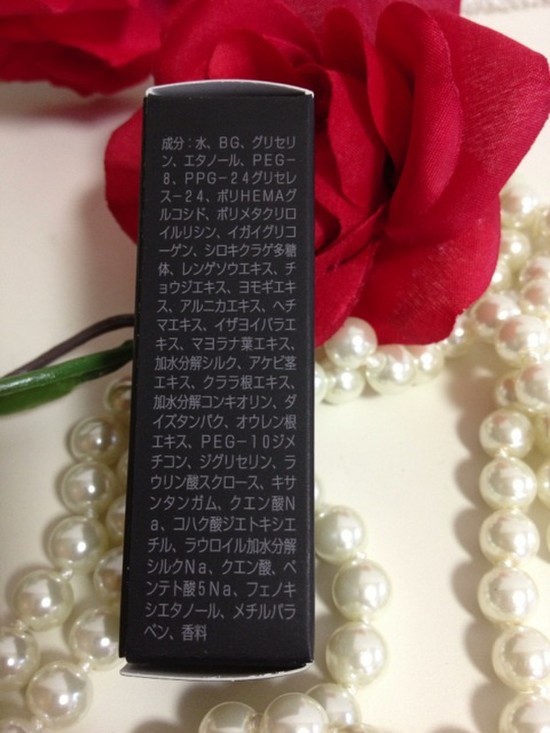 成分：水、BG、グリセリ
ン、エタノール、PEG-
8、PPG-24グリセレ
ス-24、ポリHEMAグ
ルコシド、ポリメタクリロ
イルリシン、イガイグリコ
ーゲン、シロキクラゲ多糖
体、レンゲソウエキス、チ
ョウジエキス、ヨモギエキ
ス、アルニカエキス、ヘチ
マエキス、イザヨイバラエ
キス、マヨラナ葉エキス、
加水分解シルク、アケビ茎
エキス、クララ根エキス、
加水分解コンキオリン、ダ
イズタンパク、オウレン根
エキス、PEG-10ジメ
チコン、ジグリセリン、ラ
ウリン酸スクロース、キサ
ンタンガム、クエン酸N
a、コハク酸ジエトキシエ
チル、ラウロイル加水分解
シルクNa、クエン酸、ペ
ンテト酸5Na、フェノキ
シエタノール、メチルパラ
ベン、香料